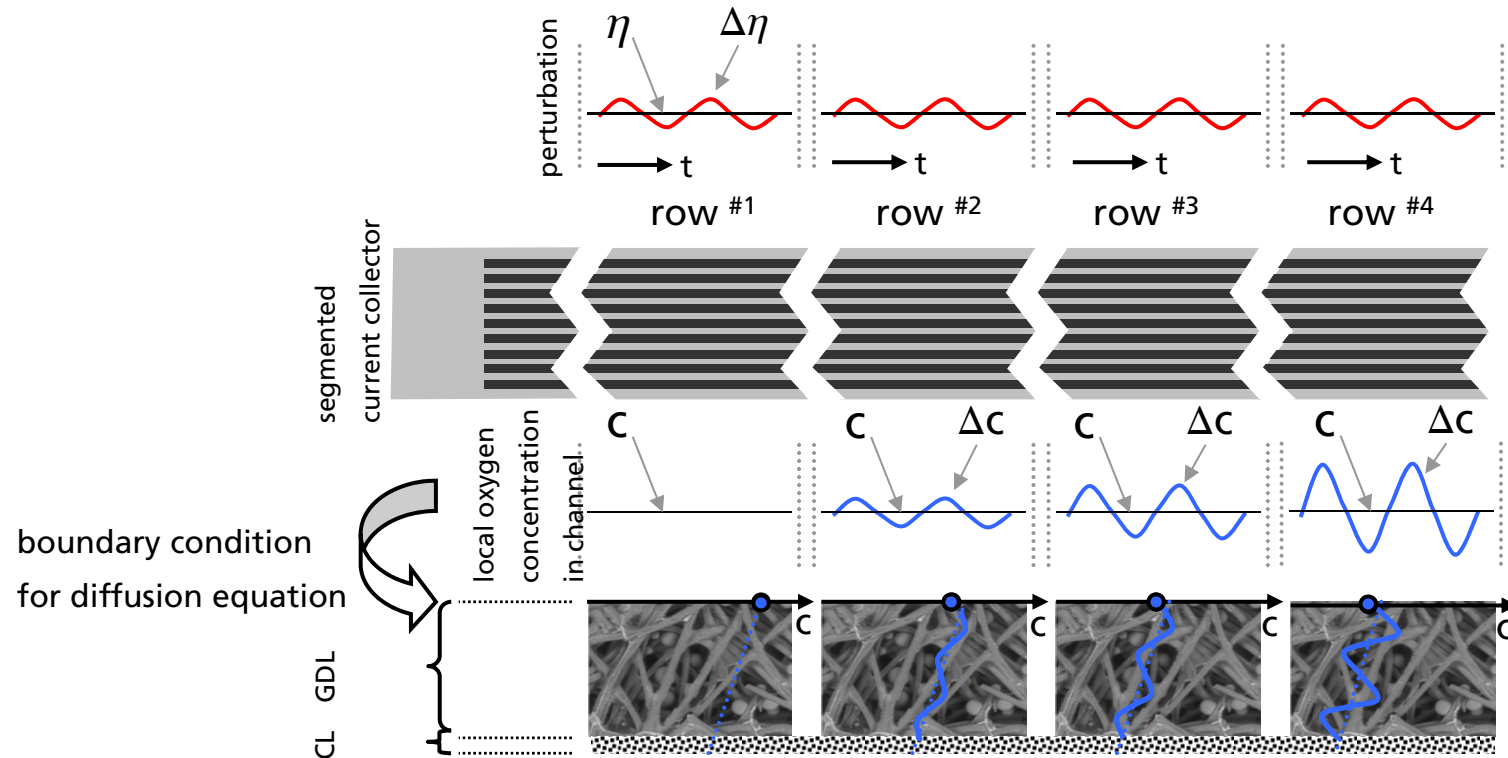 perturbation
η
Δη
t
t
t
t
row #1
row #2
row #3
row #4
segmented
current collector
local oxygen
concentration
in channel
c
c
Δc
c
Δc
c
Δc
boundary condition
for diffusion equation
GDL
CL
c
c
c
c